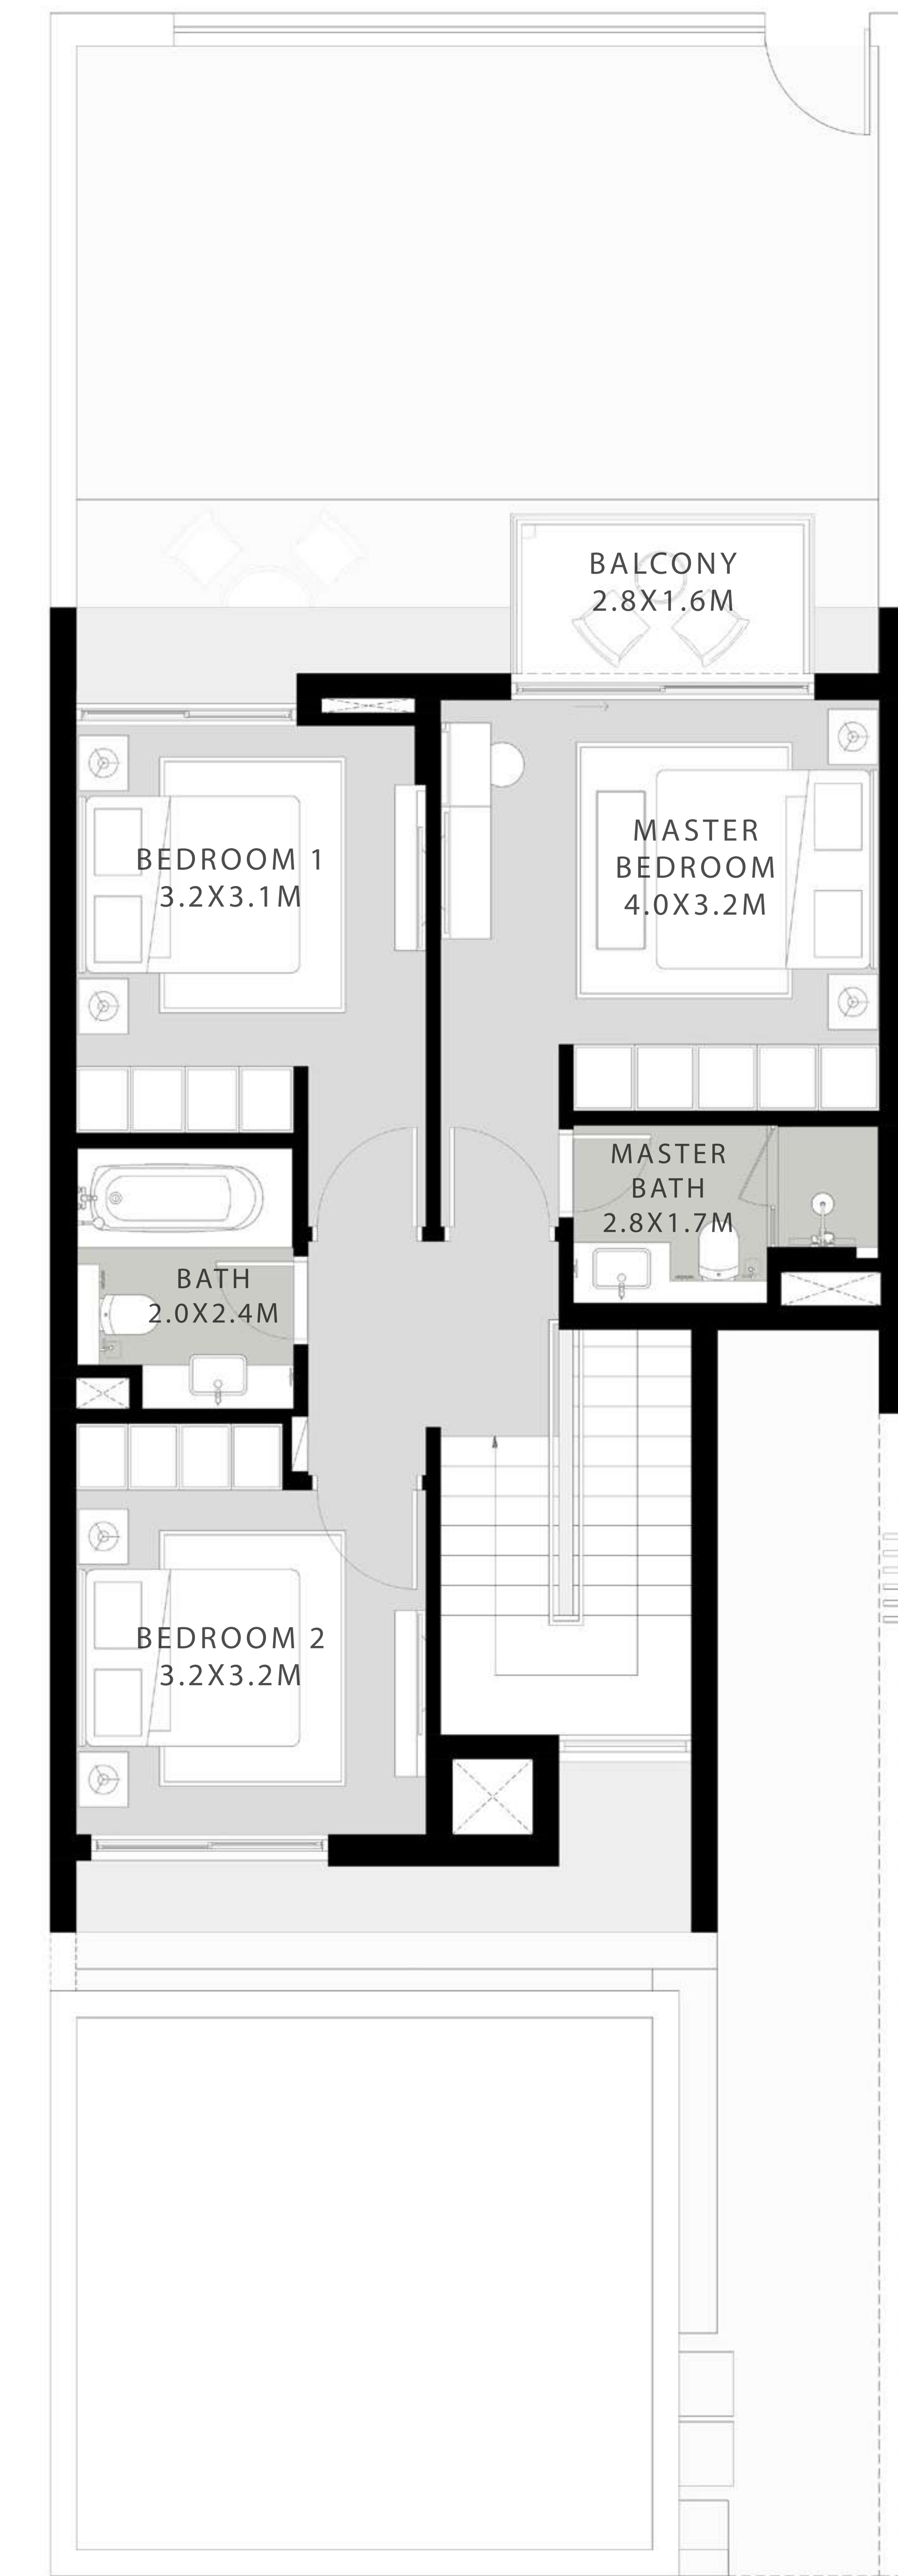 BALCONY
2.8X1.6M
BEDROOM 1
3.2X3.1M
MASTER
BEDROOM
4.0X3.2M
MASTER
BATH
2.8X1.7M
BATH
2.0X2.4M
BEDROOM 2
3.2X3.2M